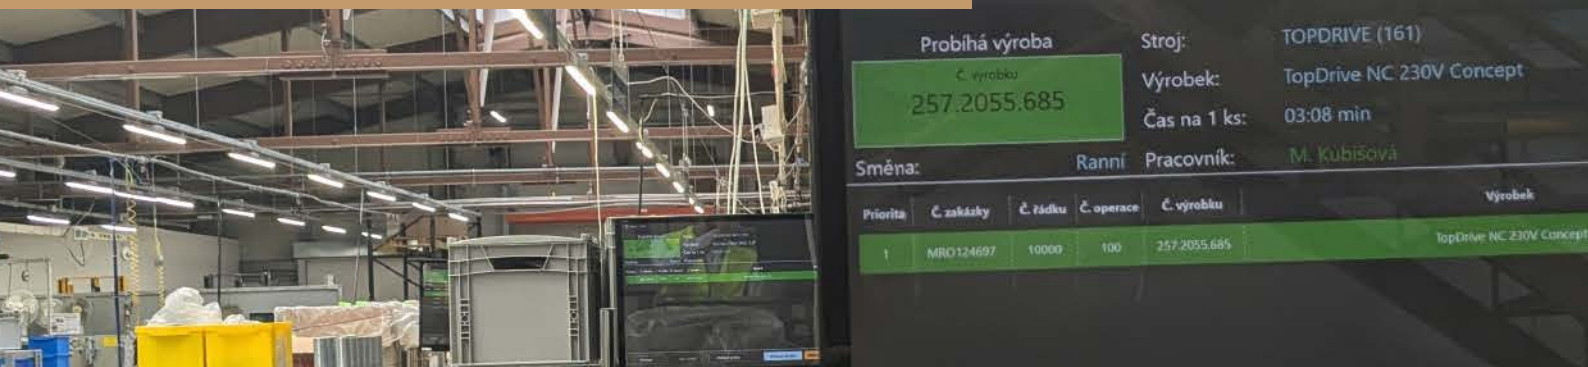 Probíhá výroba
Č. výrobku
257.2055.685
Stroj: TOPDRIVE (161)
Výrobek: TopDrive NC 230V Concept
Čas na 1 ks: 03:08 min
Směna: Ranní Pracovník: M. Kubišová
Priorita Č. zakázky Č. řádku Č. operace Č. výrobku Výrobek
1 MRO124697 10000 100 257.2055.685 TopDrive NC 230V Concept